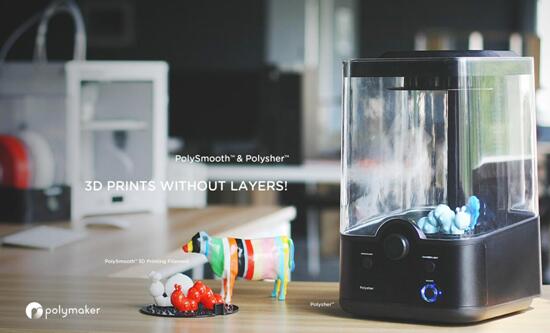 PolySmooth™ & Polysher™
3D PRINTS WITHOUT LAYERS!
PolySmooth™ 3D Printing Filament
Polysher™
Polysher
polymaker